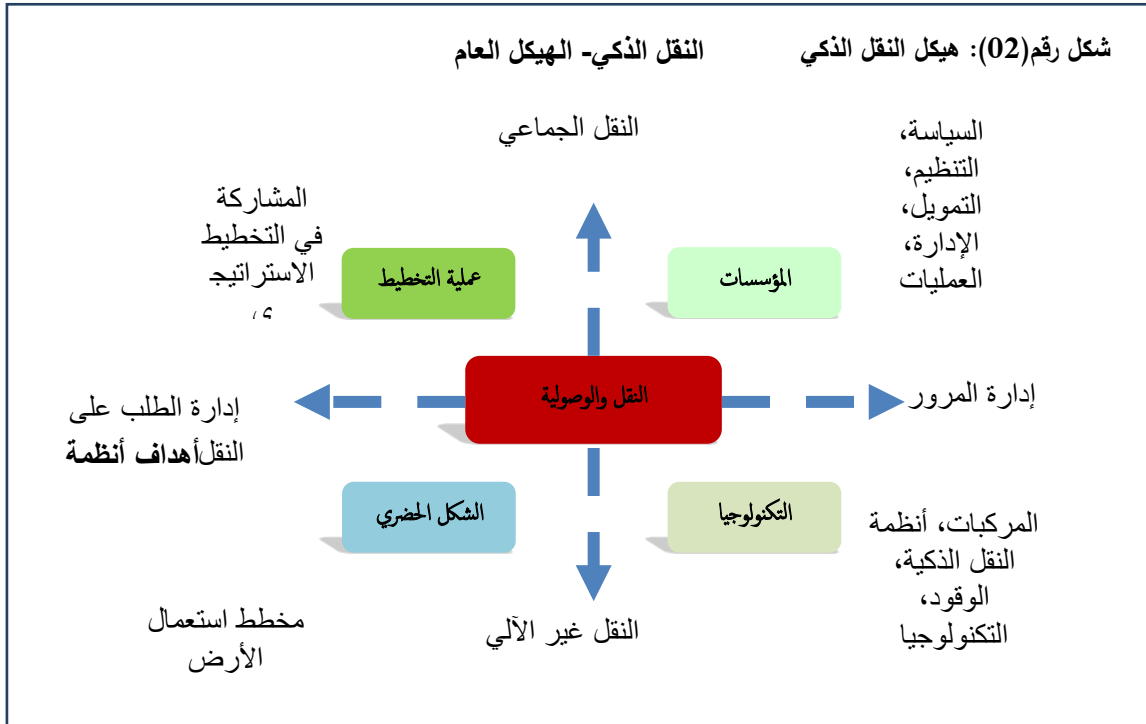 شكل رقم(02): هيكل النقل الذكي
النقل الذكي- الهيكل العام
النقل الجماعي
السياسة،
التنظيم،
التمويل،
الإدارة،
العمليات
المشاركة
في التخطيط
الاستراتيج
ي،
عملية التخطيط
المؤسسات
النقل والوصولية
إدارة المرور
إدارة الطلب على
النقلأهداف أنظمة
الشكل الحضري
التكنولوجيا
المركبات، أنظمة
النقل الذكية،
الوقود،
التكنولوجيا
النقل غير الآلي
مخطط استعمال
الأرض